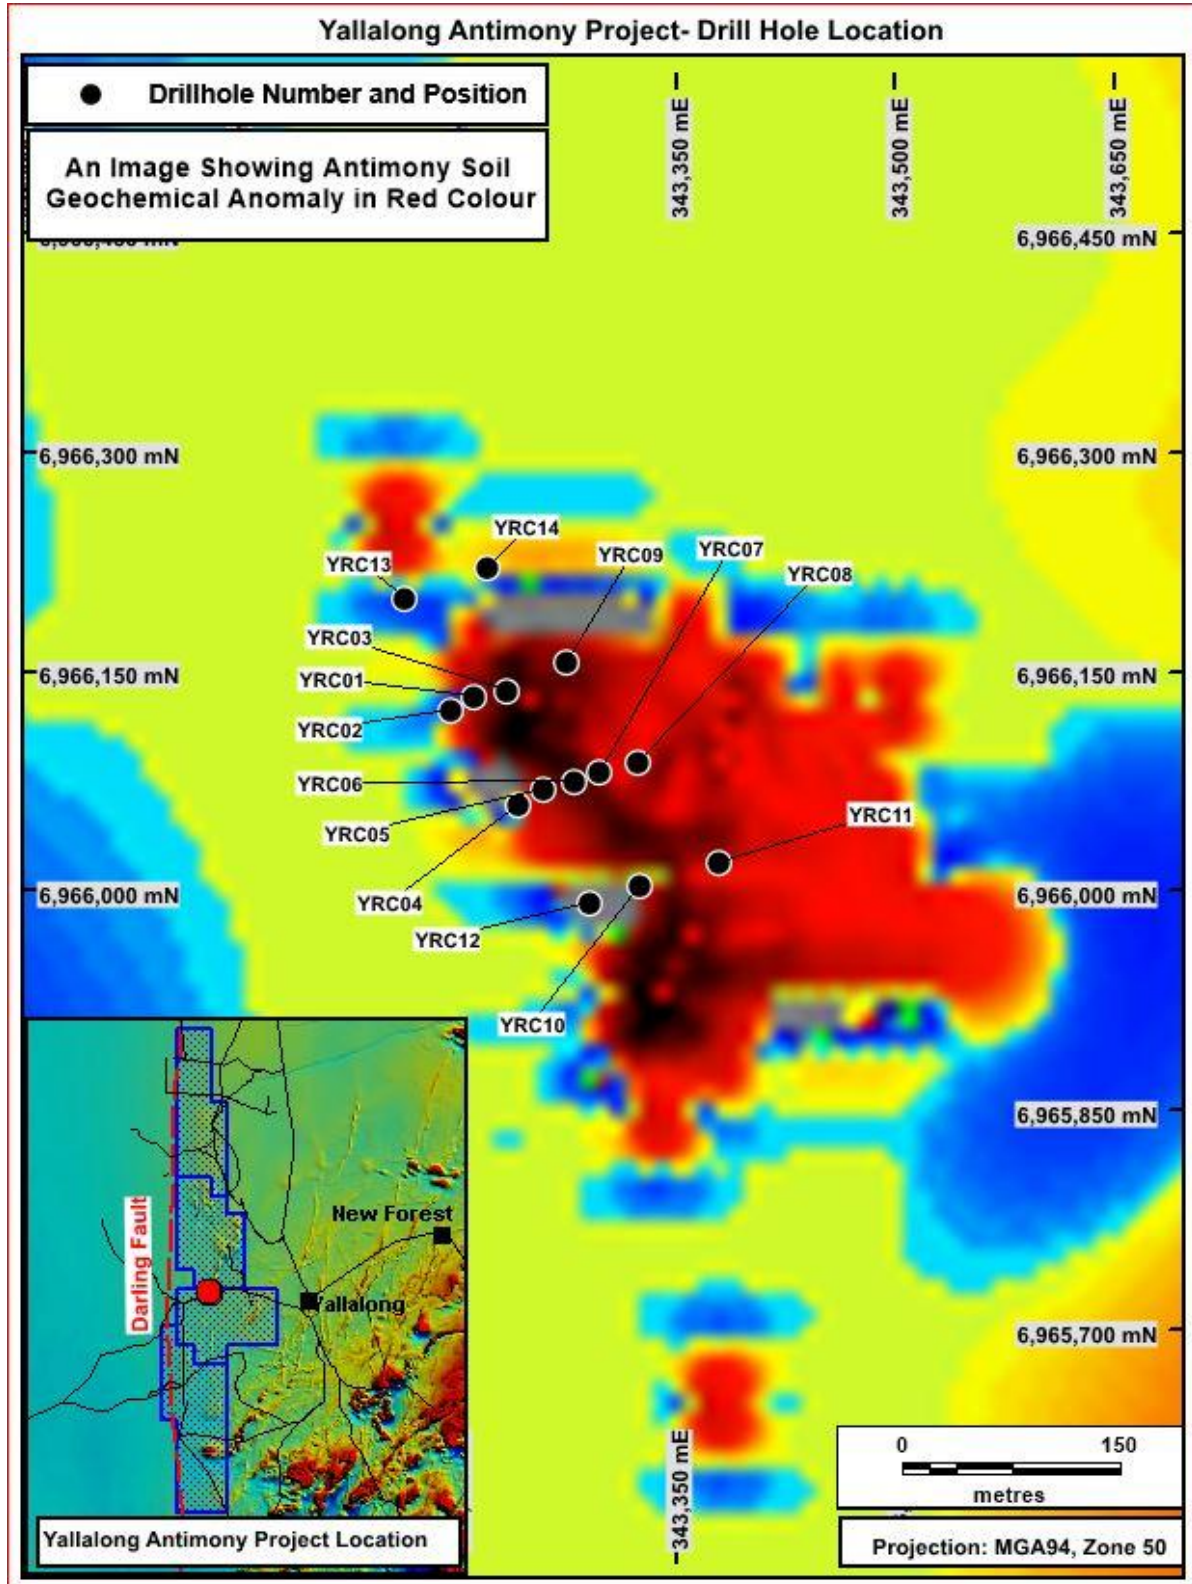 Yallalong Antimony Project- Drill Hole Location
Drillhole Number and Position
An Image Showing Antimony Soil
Geochemical Anomaly in Red Colour
343,350 mE
343,500 mE
343,650 mE
6,966,450 mN
6,966,300 mN
6,966,300 mN
YRC14
YRC09
YRC07
YRC13
YRC08
YRC03
YRC01
6,966,150 mN
6,966,150 mN
YRC02
YRC06
YRC05
YRC11
YRC04
6,966,000 mN
6,966,000 mN
YRC12
YRC10
6,965,850 mN
Darling Fault
New Forest
Yallalong
6,965,700 mN
343,350 mE
0 150
metres
Yallalong Antimony Project Location
Projection: MGA94, Zone 50